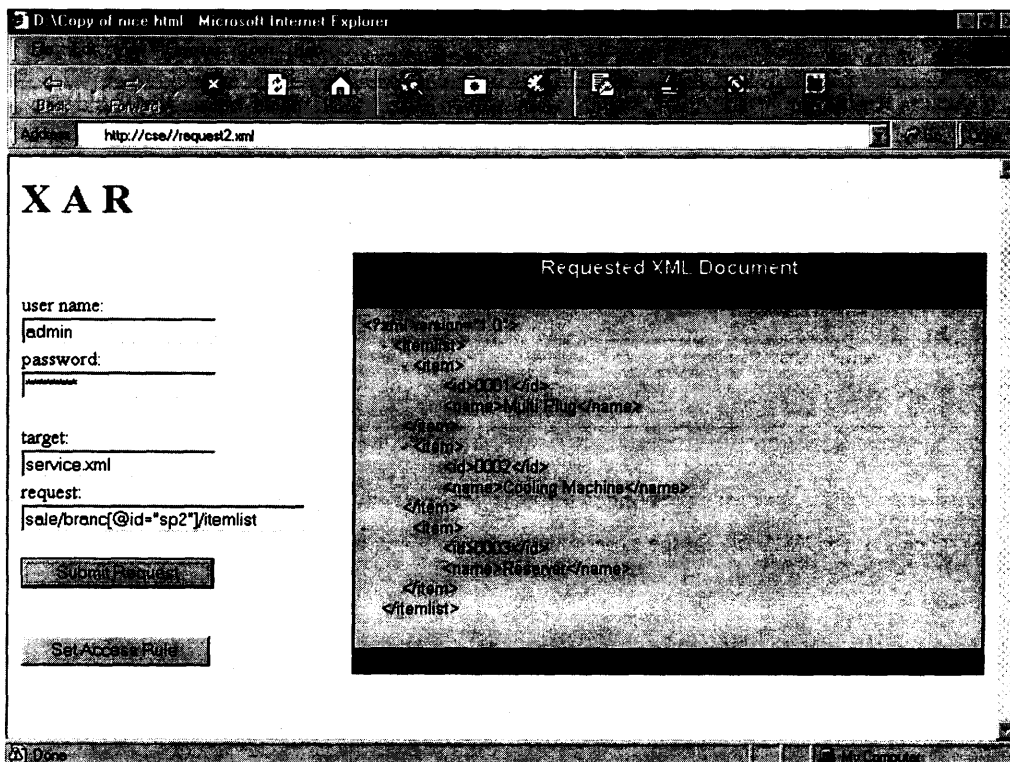 D:\Copy of nice html Microsoft Internet Explorer
Back Forward
Address http://cse//request2.xml
X A R
user name:
admin
password:
*******
target:
service.xml
request:
sale/branc[@id="sp2"]/itemlist
Submit Request
Set Access Rule
Requested XML Document
<?xml version="1.0"?>
- <itemlist>
- <item>
<id>0001</id>
<name>Multi Plug</name>
</item>
- <item>
<id>0002</id>
<name>Cooling Machine</name>
</item>
<item>
<id>0003</id>
<name>Reserver</name>
</item>
</itemlist>
Done
My Computer